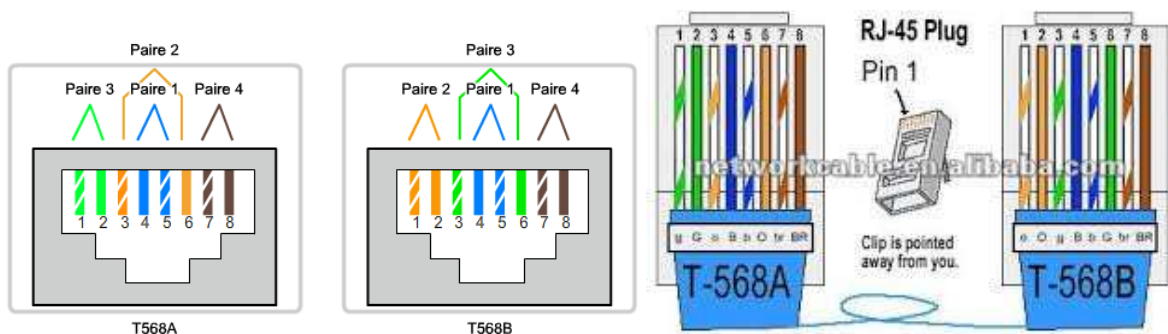 Paire 2
Paire 3 Paire 1 Paire 4
1 2 3 4 5 6 7 8
T568A
Paire 3
Paire 2 Paire 1 Paire 4
1 2 3 4 5 6 7 8
T568B
1 2 3 4 5 6 7 8
RJ-45 Plug
Pin 1
1 2 3 4 5 6 7 8
networkcable.en.alibaba.com
g G o B b O br BR
Clip is pointed
away from you.
o O g B b G br BR
T-568A
T-568B